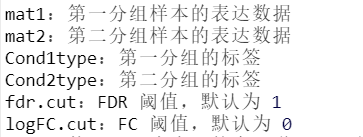 mat1: 第一分组样本的表达数据
mat2: 第二分组样本的表达数据
Cond1type: 第一分组的标签
Cond2type: 第二分组的标签
fdr.cut: FDR 阈值，默认为 1
logFC.cut: FC 阈值，默认为 0